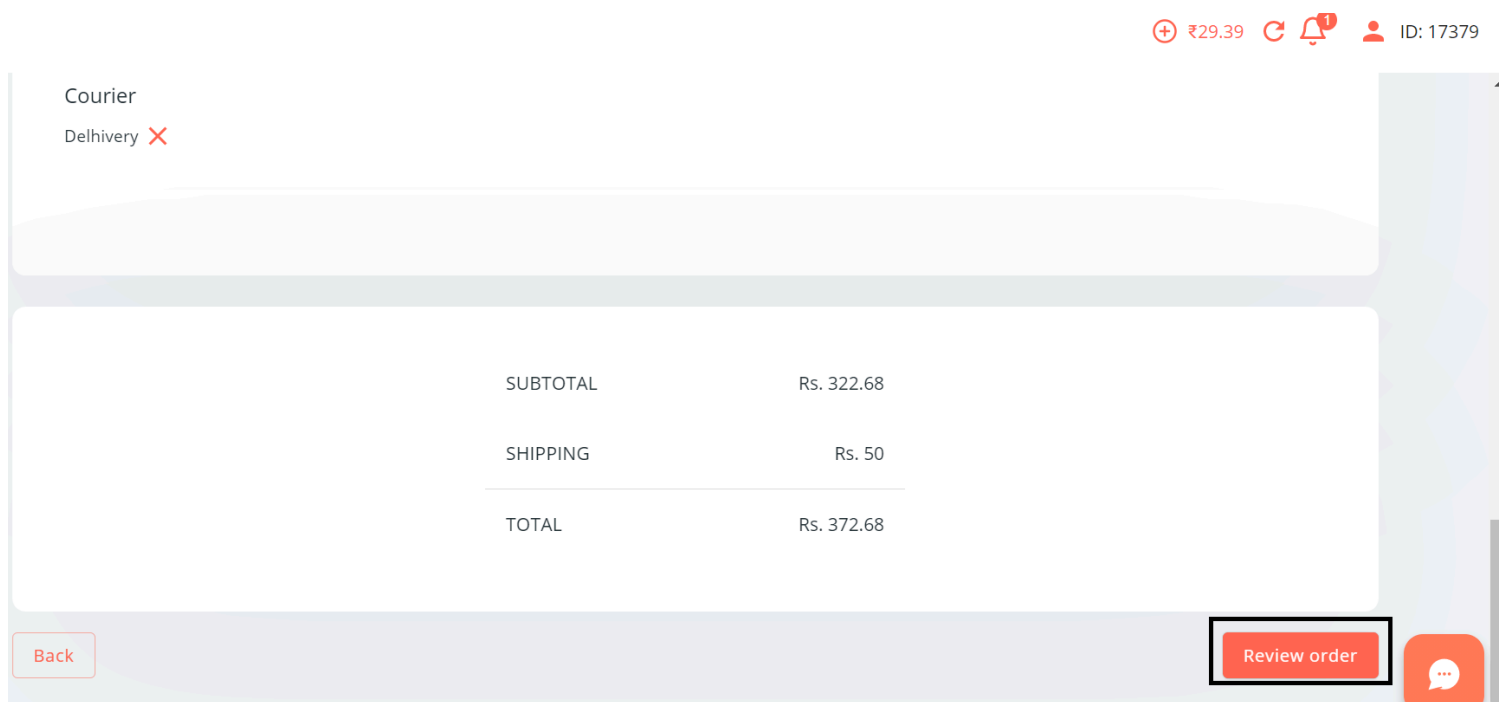 ₹29.39 1 ID: 17379
Courier
Delhivery
SUBTOTAL Rs. 322.68
SHIPPING Rs. 50
TOTAL Rs. 372.68
Back Review order